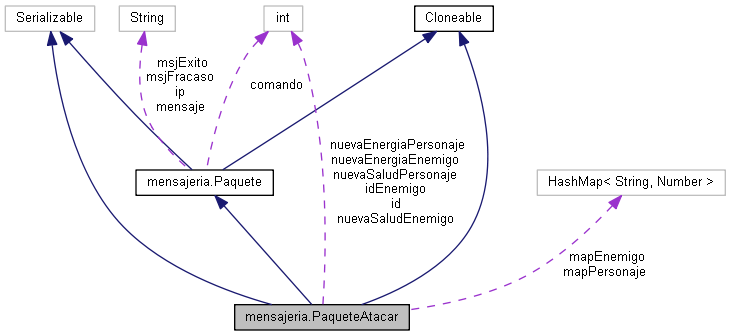 Serializable
String
int
Cloneable
msjExito
msjFracaso
ip
mensaje
comando
nuevaEnergiaPersonaje
nuevaEnergiaEnemigo
nuevaSaludPersonaje
idEnemigo
id
nuevaSaludEnemigo
mensajeria.Paquete
HashMap< String, Number >
mapEnemigo
mapPersonaje
mensajeria.PaqueteAtacar